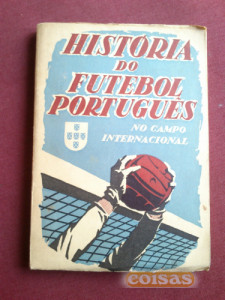 HISTÓRIA
DO
FUTEBOL
PORTUGUÊS
NO CAMPO
INTERNACIONAL
coisas